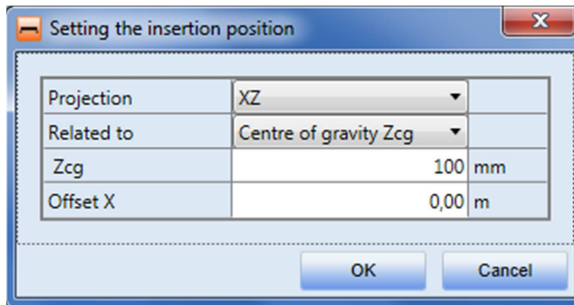 Setting the insertion position
Projection XZ
Related to Centre of gravity Zcg
Zcg 100 mm
Offset X 0,00 m
OK Cancel